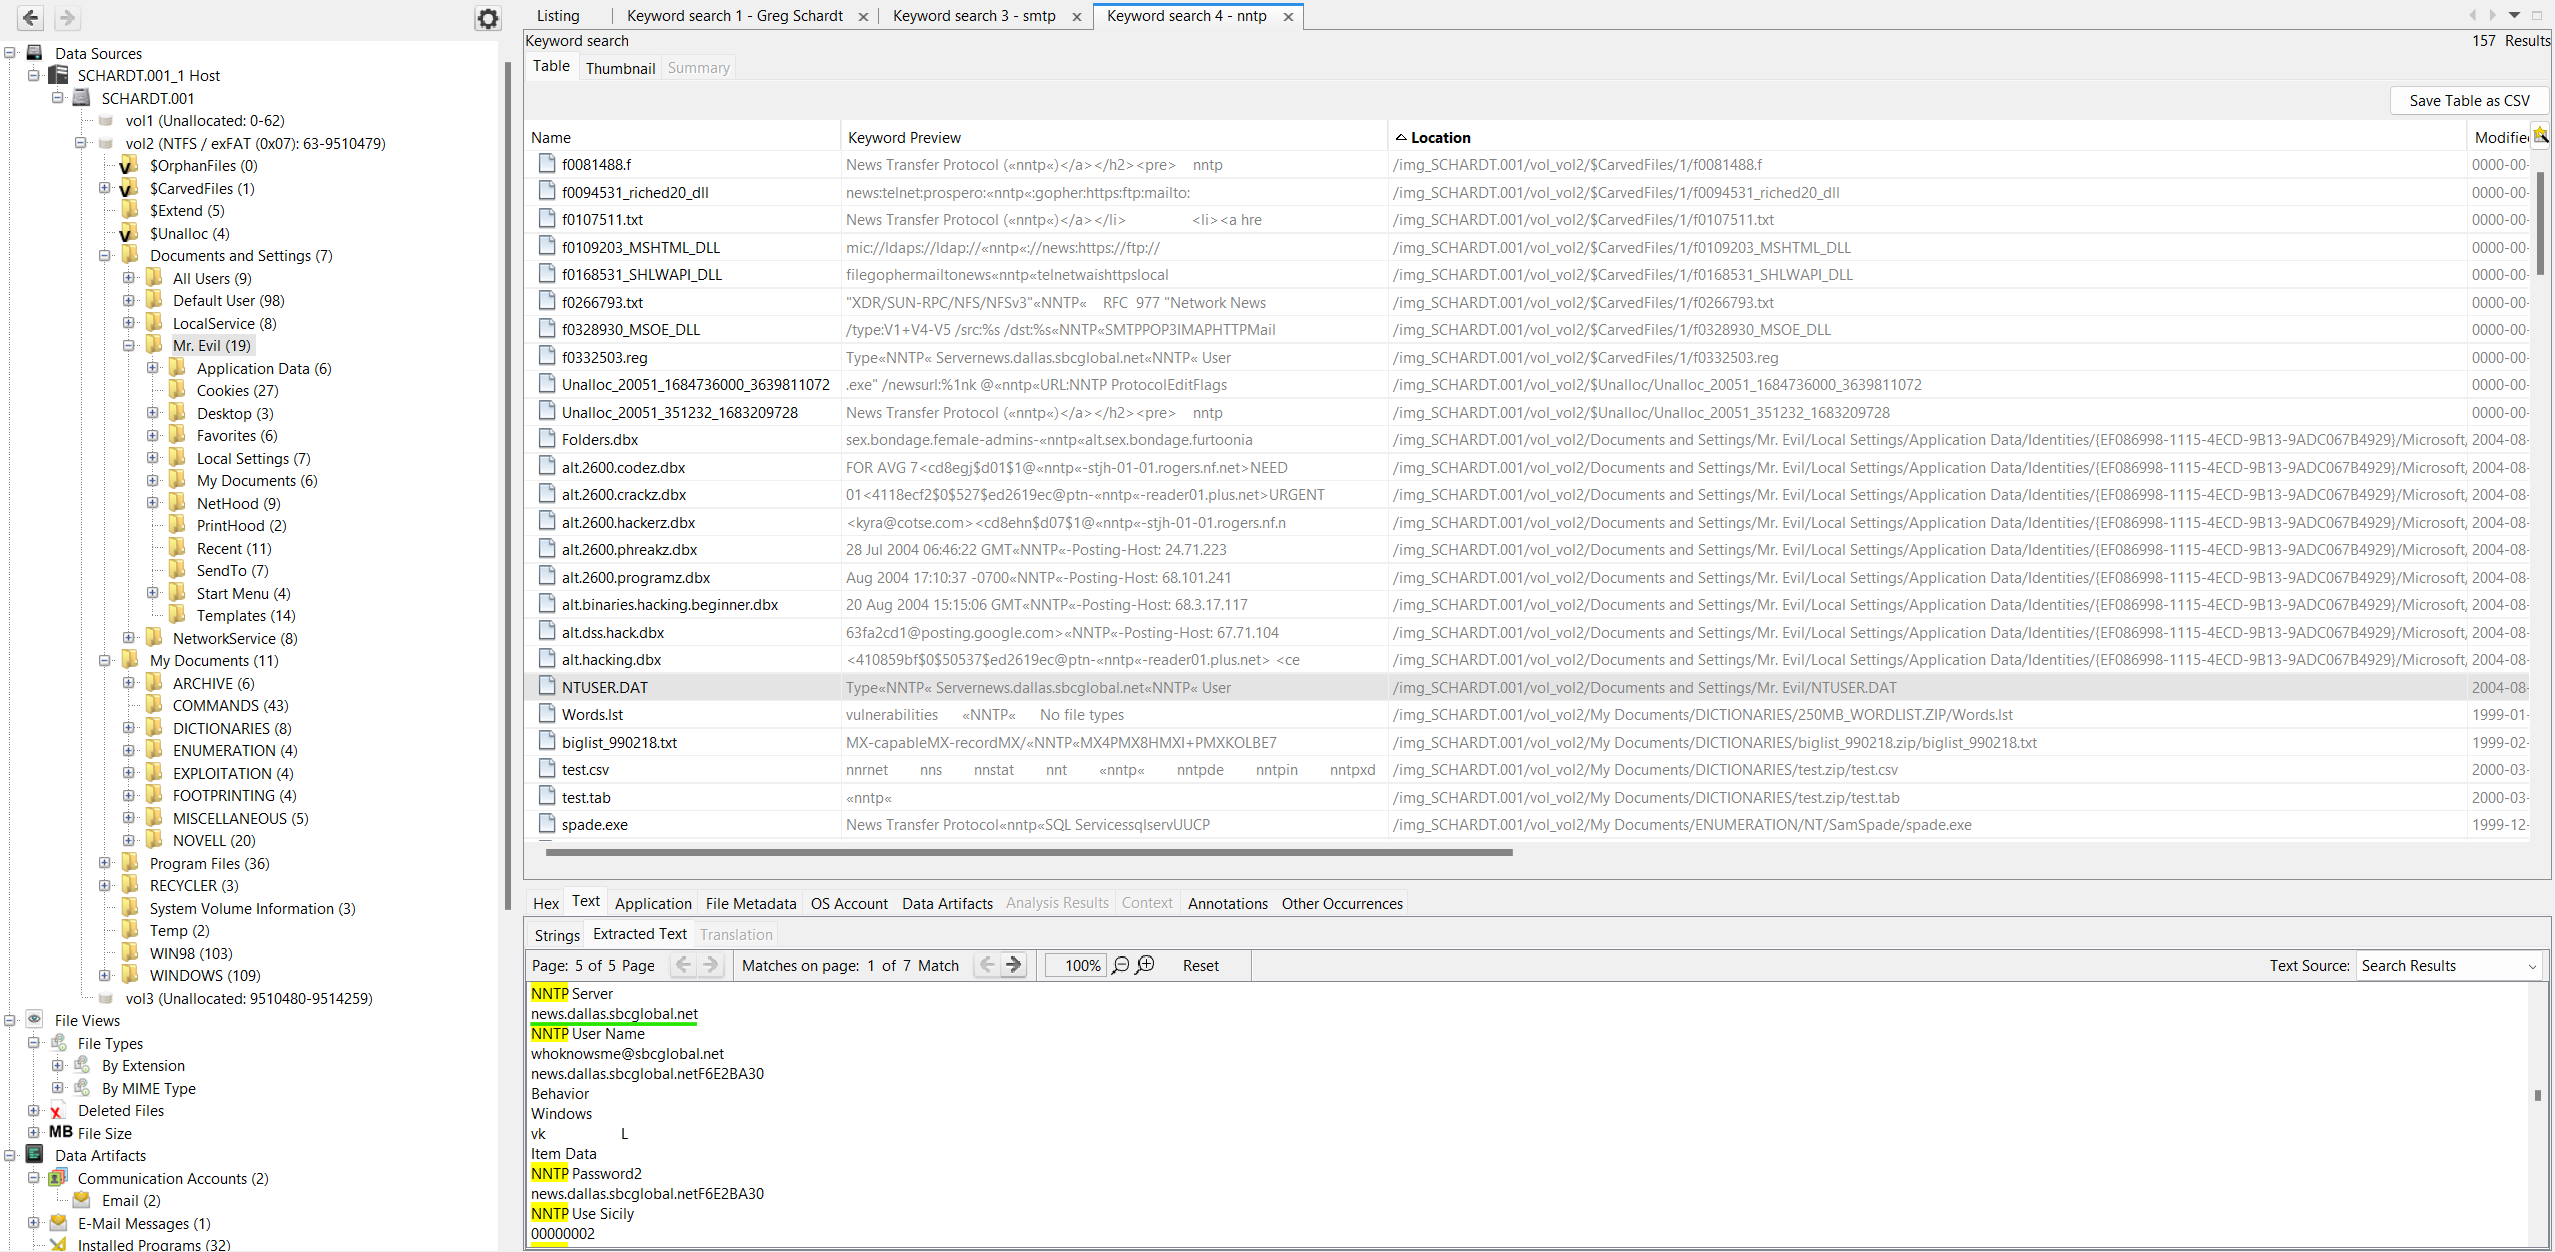 Data Sources
SCHARDT.001_1 Host
SCHARDT.001
vol1 (Unallocated: 0-62)
vol2 (NTFS / exFAT (0x07): 63-9510479)
$OrphanFiles (0)
$CarvedFiles (1)
$Extend (5)
$Unalloc (4)
Documents and Settings (7)
All Users (9)
Default User (98)
LocalService (8)
Mr. Evil (19)
Application Data (6)
Cookies (27)
Desktop (3)
Favorites (6)
Local Settings (7)
My Documents (6)
NetHood (9)
PrintHood (2)
Recent (11)
SendTo (7)
Start Menu (4)
Templates (14)
NetworkService (8)
My Documents (11)
ARCHIVE (6)
COMMANDS (43)
DICTIONARIES (8)
ENUMERATION (4)
EXPLOITATION (4)
FOOTPRINTING (4)
MISCELLANEOUS (5)
NOVELL (20)
Program Files (36)
RECYCLER (3)
System Volume Information (3)
Temp (2)
WIN98 (103)
WINDOWS (109)
vol3 (Unallocated: 9510480-9514259)
File Views
File Types
By Extension
By MIME Type
Deleted Files
MB File Size
Data Artifacts
Communication Accounts (2)
Email (2)
E-Mail Messages (1)
Installed Programs (32)
Listing Keyword search 1 - Greg Schardt Keyword search 3 - smtp Keyword search 4 - nntp
Keyword search 157 Results
Table Thumbnail Summary
Save Table as CSV
Name Keyword Preview Location Modified
f0081488.f News Transfer Protocol («nntp«)</a></h2><pre> nntp /img_SCHARDT.001/vol_vol2/$CarvedFiles/1/f0081488.f 0000-00-
f0094531_riched20_dll news:telnet:prospero:«nntp«:gopher:https:ftp:mailto: /img_SCHARDT.001/vol_vol2/$CarvedFiles/1/f0094531_riched20_dll 0000-00-
f0107511.txt News Transfer Protocol («nntp«)</a></li> <li><a hre /img_SCHARDT.001/vol_vol2/$CarvedFiles/1/f0107511.txt 0000-00-
f0109203_MSHTML_DLL mic://ldaps://ldap://«nntp«://news:https://ftp:// /img_SCHARDT.001/vol_vol2/$CarvedFiles/1/f0109203_MSHTML_DLL 0000-00-
f0168531_SHLWAPI_DLL filegophermailtonews«nntp«telnetwaishttpslocal /img_SCHARDT.001/vol_vol2/$CarvedFiles/1/f0168531_SHLWAPI_DLL 0000-00-
f0266793.txt "XDR/SUN-RPC/NFS/NFSv3"«NNTP« RFC 977 "Network News /img_SCHARDT.001/vol_vol2/$CarvedFiles/1/f0266793.txt 0000-00-
f0328930_MSOE_DLL /type:V1+V4-V5 /src:%s /dst:%s«NNTP«SMTPPOP3IMAPHTTPMail /img_SCHARDT.001/vol_vol2/$CarvedFiles/1/f0328930_MSOE_DLL 0000-00-
f0332503.reg Type«NNTP« Servernews.dallas.sbcglobal.net«NNTP« User /img_SCHARDT.001/vol_vol2/$CarvedFiles/1/f0332503.reg 0000-00-
Unalloc_20051_1684736000_3639811072 .exe" /newsurl:%1nk @«nntp«URL:NNTP ProtocolEditFlags /img_SCHARDT.001/vol_vol2/$Unalloc/Unalloc_20051_1684736000_3639811072 0000-00-
Unalloc_20051_351232_1683209728 News Transfer Protocol («nntp«)</a></h2><pre> nntp /img_SCHARDT.001/vol_vol2/$Unalloc/Unalloc_20051_351232_1683209728 0000-00-
Folders.dbx sex.bondage.female-admins-«nntp«alt.sex.bondage.furtoonia /img_SCHARDT.001/vol_vol2/Documents and Settings/Mr. Evil/Local Settings/Application Data/Identities/{EF086998-1115-4ECD-9B13-9ADC067B4929}/Microsoft, 2004-08-
alt.2600.codez.dbx FOR AVG 7<cd8egj$d01$1@«nntp«-stjh-01-01.rogers.nf.net>NEED /img_SCHARDT.001/vol_vol2/Documents and Settings/Mr. Evil/Local Settings/Application Data/Identities/{EF086998-1115-4ECD-9B13-9ADC067B4929}/Microsoft, 2004-08-
alt.2600.crackz.dbx 01<4118ecf2$0$527$ed2619ec@ptn-«nntp«-reader01.plus.net>URGENT /img_SCHARDT.001/vol_vol2/Documents and Settings/Mr. Evil/Local Settings/Application Data/Identities/{EF086998-1115-4ECD-9B13-9ADC067B4929}/Microsoft, 2004-08-
alt.2600.hackerz.dbx <kyra@cotse.com><cd8ehn$d07$1@«nntp«-stjh-01-01.rogers.nf.n /img_SCHARDT.001/vol_vol2/Documents and Settings/Mr. Evil/Local Settings/Application Data/Identities/{EF086998-1115-4ECD-9B13-9ADC067B4929}/Microsoft, 2004-08-
alt.2600.phreakz.dbx 28 Jul 2004 06:46:22 GMT«NNTP«-Posting-Host: 24.71.223 /img_SCHARDT.001/vol_vol2/Documents and Settings/Mr. Evil/Local Settings/Application Data/Identities/{EF086998-1115-4ECD-9B13-9ADC067B4929}/Microsoft, 2004-08-
alt.2600.programz.dbx Aug 2004 17:10:37 -0700«NNTP«-Posting-Host: 68.101.241 /img_SCHARDT.001/vol_vol2/Documents and Settings/Mr. Evil/Local Settings/Application Data/Identities/{EF086998-1115-4ECD-9B13-9ADC067B4929}/Microsoft, 2004-08-
alt.binaries.hacking.beginner.dbx 20 Aug 2004 15:15:06 GMT«NNTP«-Posting-Host: 68.3.17.117 /img_SCHARDT.001/vol_vol2/Documents and Settings/Mr. Evil/Local Settings/Application Data/Identities/{EF086998-1115-4ECD-9B13-9ADC067B4929}/Microsoft, 2004-08-
alt.dss.hack.dbx 63fa2cd1@posting.google.com>«NNTP«-Posting-Host: 67.71.104 /img_SCHARDT.001/vol_vol2/Documents and Settings/Mr. Evil/Local Settings/Application Data/Identities/{EF086998-1115-4ECD-9B13-9ADC067B4929}/Microsoft, 2004-08-
alt.hacking.dbx <410859bf$0$50537$ed2619ec@ptn-«nntp«-reader01.plus.net> <ce /img_SCHARDT.001/vol_vol2/Documents and Settings/Mr. Evil/Local Settings/Application Data/Identities/{EF086998-1115-4ECD-9B13-9ADC067B4929}/Microsoft, 2004-08-
NTUSER.DAT Type«NNTP« Servernews.dallas.sbcglobal.net«NNTP« User /img_SCHARDT.001/vol_vol2/Documents and Settings/Mr. Evil/NTUSER.DAT 2004-08-
Words.lst vulnerabilities «NNTP« No file types /img_SCHARDT.001/vol_vol2/My Documents/DICTIONARIES/250MB_WORDLIST.ZIP/Words.lst 1999-01-
biglist_990218.txt MX-capableMX-recordMX/«NNTP«MX4PMX8HMXI+PMXKOLBE7 /img_SCHARDT.001/vol_vol2/My Documents/DICTIONARIES/biglist_990218.zip/biglist_990218.txt 1999-02-
test.csv nnrnet nns nnstat nnt «nntp« nntpde nntpin nntpxd /img_SCHARDT.001/vol_vol2/My Documents/DICTIONARIES/test.zip/test.csv 2000-03-
test.tab «nntp« /img_SCHARDT.001/vol_vol2/My Documents/DICTIONARIES/test.zip/test.tab 2000-03-
spade.exe News Transfer Protocol«nntp«SQL ServicessqlservUUCP /img_SCHARDT.001/vol_vol2/My Documents/ENUMERATION/NT/SamSpade/spade.exe 1999-12-
Hex Text Application File Metadata OS Account Data Artifacts Analysis Results Context Annotations Other Occurrences
Strings Extracted Text Translation
Page: 5 of 5 Page Matches on page: 1 of 7 Match 100% Reset Text Source: Search Results
NNTP Server
news.dallas.sbcglobal.net
NNTP User Name
whoknowsme@sbcglobal.net
news.dallas.sbcglobal.netF6E2BA30
Behavior
Windows
vk L
Item Data
NNTP Password2
news.dallas.sbcglobal.netF6E2BA30
NNTP Use Sicily
00000002